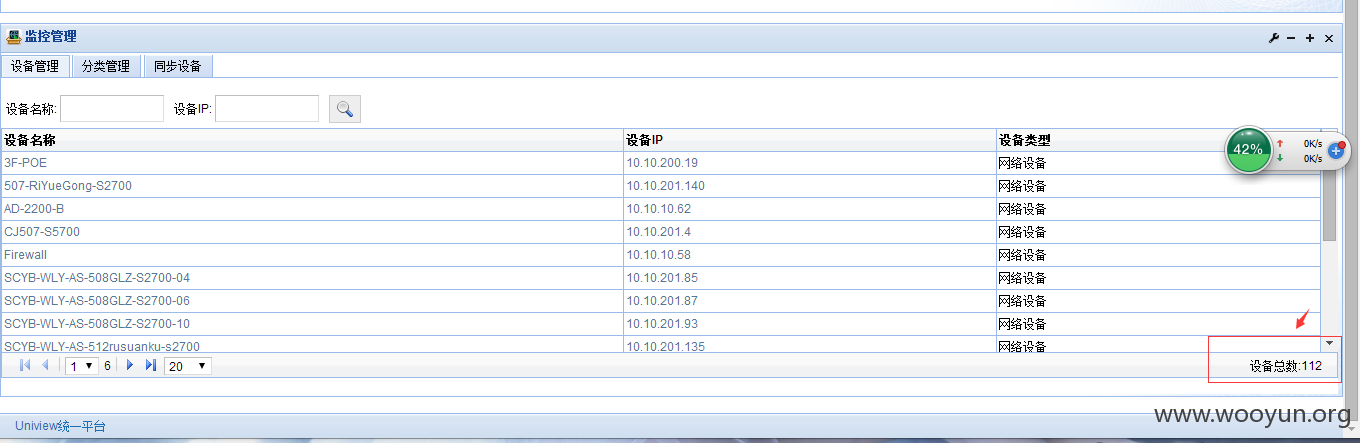 监控管理
设备管理 分类管理 同步设备
设备名称: 设备IP:
设备名称 设备IP 设备类型
42% 0K/s
0K/s
3F-POE 10.10.200.19 网络设备
507-RiYueGong-S2700 10.10.201.140 网络设备
AD-2200-B 10.10.10.62 网络设备
CJ507-S5700 10.10.201.4 网络设备
Firewall 10.10.10.58 网络设备
SCYB-WLY-AS-508GLZ-S2700-04 10.10.201.85 网络设备
SCYB-WLY-AS-508GLZ-S2700-06 10.10.201.87 网络设备
SCYB-WLY-AS-508GLZ-S2700-10 10.10.201.93 网络设备
SCYB-WLY-AS-512rusuanku-s2700 10.10.201.135 网络设备
1 6 20 设备总数:112
www.wooyun.org
Uniview统一平台